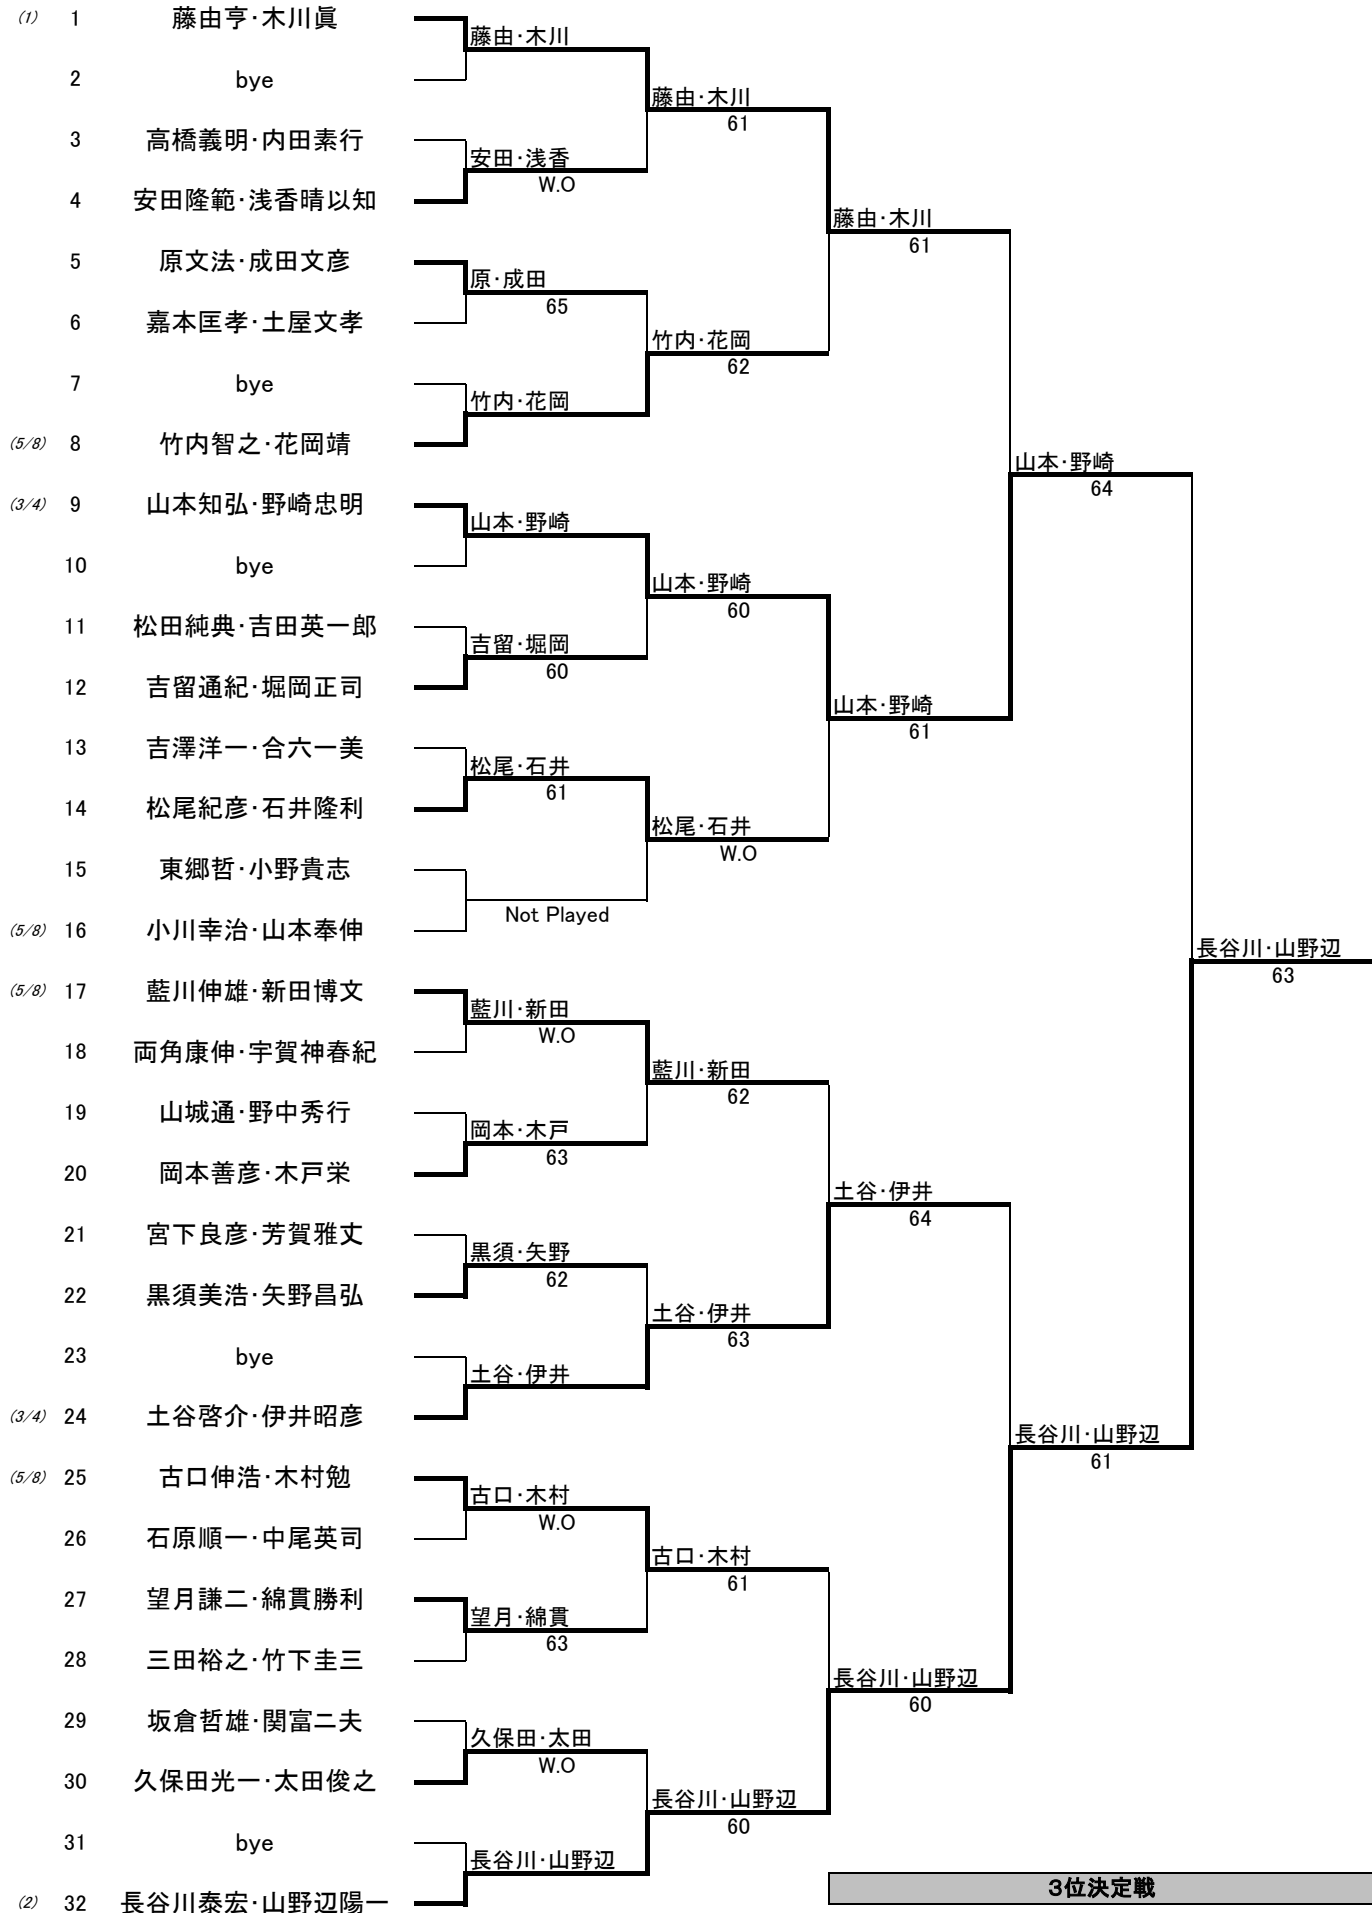 (1) 1 藤由亨・木川眞
藤由・木川
2 bye
藤由・木川
61
3 高橋義明・内田素行
安田・浅香
W.O
4 安田隆範・浅香晴以知
藤由・木川
61
5 原文法・成田文彦
原・成田
65
6 嘉本匡孝・土屋文孝
竹内・花岡
62
7 bye
竹内・花岡
(5/8) 8 竹内智之・花岡靖
山本・野崎
64
(3/4) 9 山本知弘・野崎忠明
山本・野崎
10 bye
山本・野崎
60
11 松田純典・吉田英一郎
吉留・堀岡
60
12 吉留通紀・堀岡正司
山本・野崎
61
13 吉澤洋一・合六一美
松尾・石井
61
14 松尾紀彦・石井隆利
松尾・石井
W.O
15 東郷哲・小野貴志
Not Played
(5/8) 16 小川幸治・山本奉伸
長谷川・山野辺
63
(5/8) 17 藍川伸雄・新田博文
藍川・新田
W.O
18 両角康伸・宇賀神春紀
藍川・新田
62
19 山城通・野中秀行
岡本・木戸
63
20 岡本善彦・木戸栄
土谷・伊井
64
21 宮下良彦・芳賀雅丈
黒須・矢野
62
22 黒須美浩・矢野昌弘
土谷・伊井
63
23 bye
土谷・伊井
(3/4) 24 土谷啓介・伊井昭彦
長谷川・山野辺
61
(5/8) 25 古口伸浩・木村勉
古口・木村
W.O
26 石原順一・中尾英司
古口・木村
61
27 望月謙二・綿貫勝利
望月・綿貫
63
28 三田裕之・竹下圭三
長谷川・山野辺
60
29 坂倉哲雄・関富二夫
久保田・太田
W.O
30 久保田光一・太田俊之
長谷川・山野辺
60
31 bye
長谷川・山野辺
(2) 32 長谷川泰宏・山野辺陽一
3位決定戦